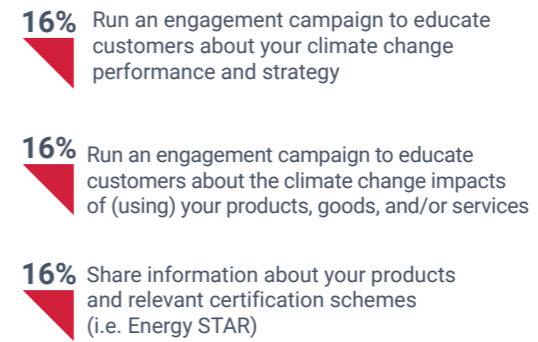 16% Run an engagement campaign to educate
customers about your climate change
performance and strategy
16% Run an engagement campaign to educate
customers about the climate change impacts
of (using) your products, goods, and/or services
16% Share information about your products
and relevant certification schemes
(i.e. Energy STAR)